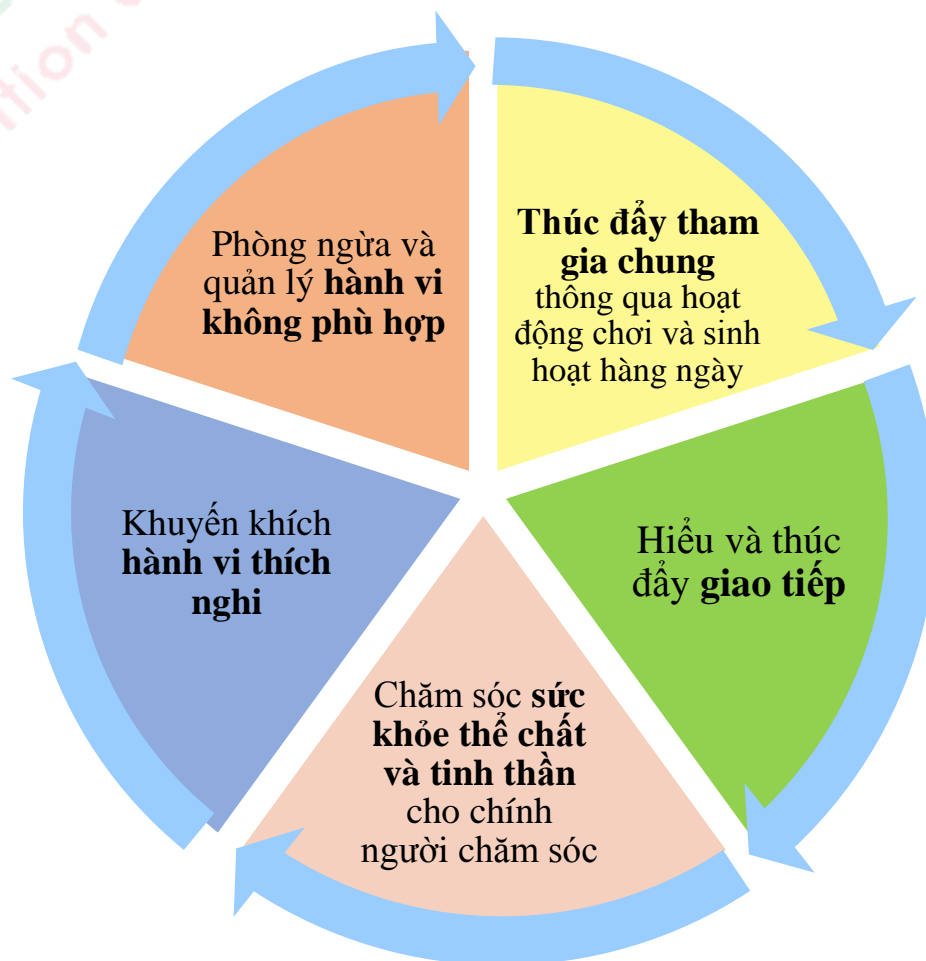 tion
Thúc đẩy tham
gia chung
thông qua hoạt
động chơi và sinh
hoạt hàng ngày
Hiểu và thúc
đẩy giao tiếp
Chăm sóc sức
khỏe thể chất
và tinh thần
cho chính
người chăm sóc
Khuyến khích
hành vi thích
nghi
Phòng ngừa và
quản lý hành vi
không phù hợp